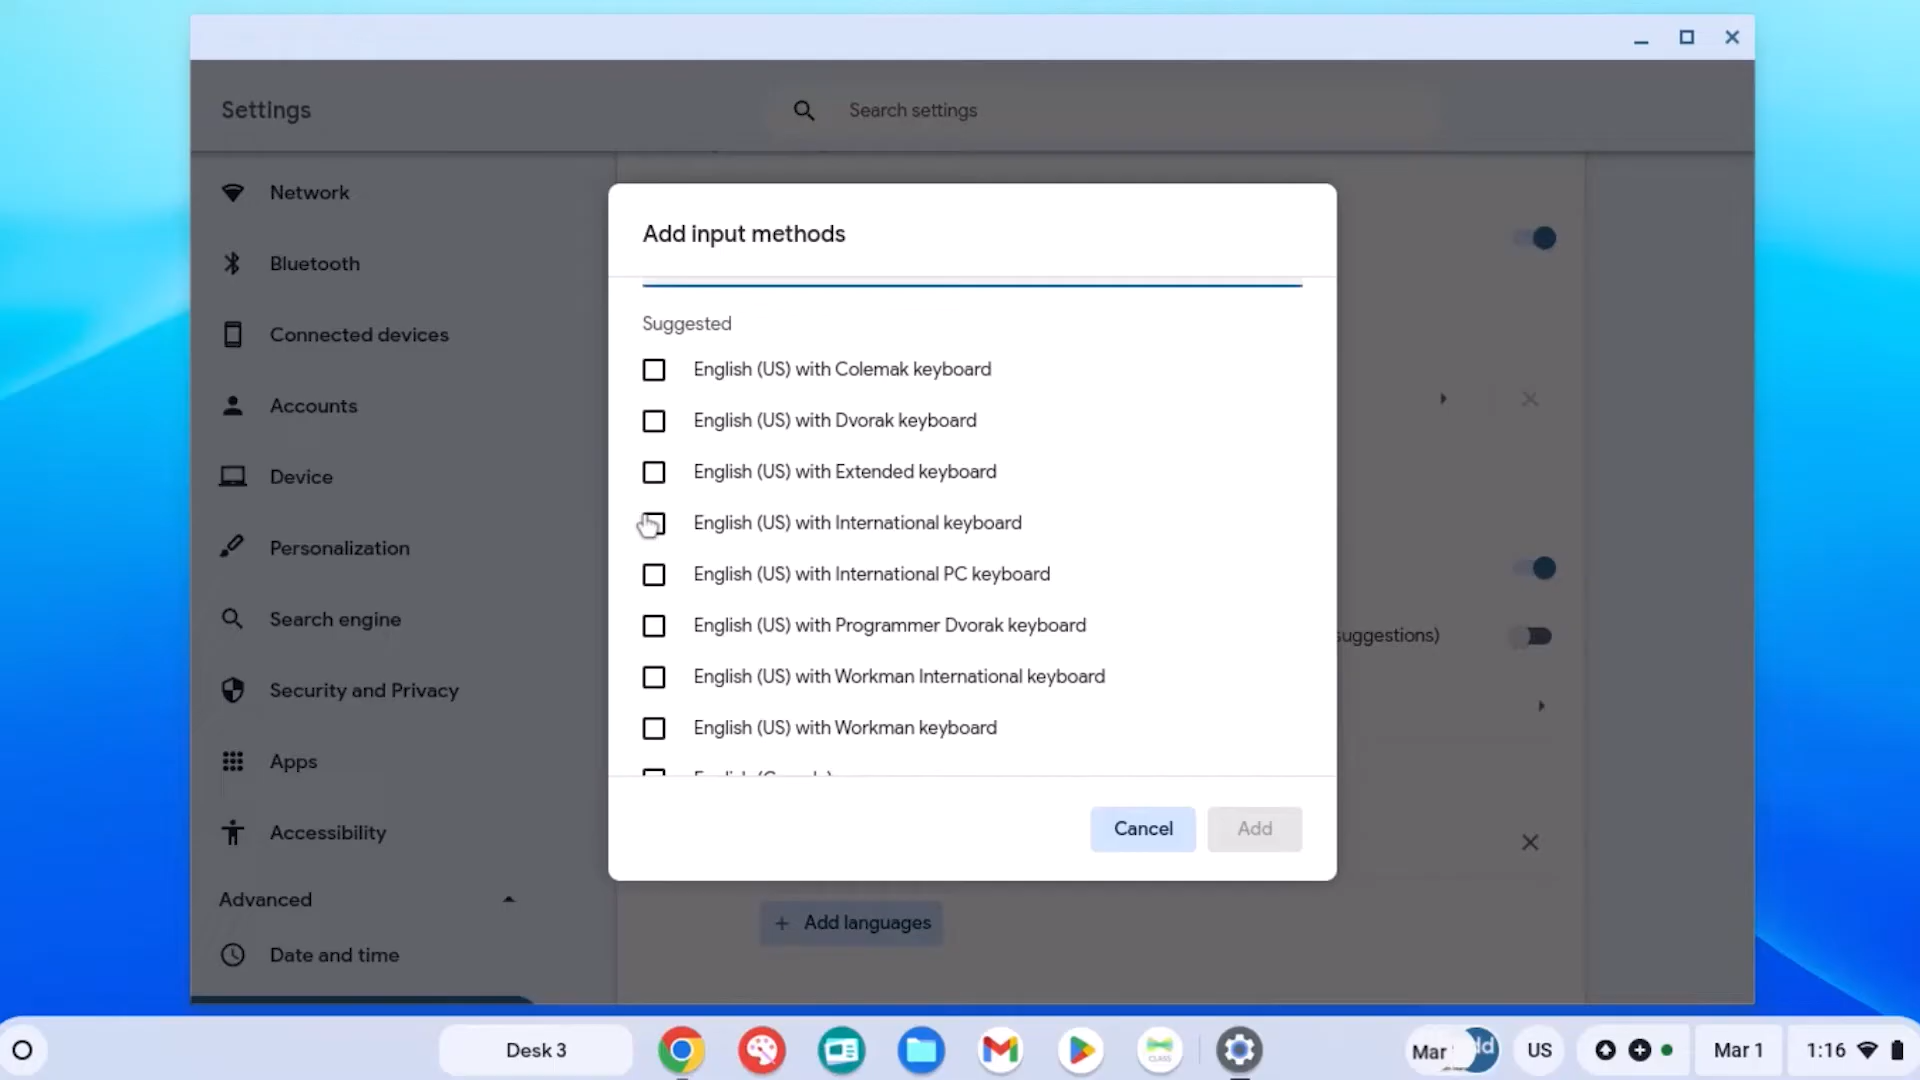 Settings
Search settings
Network
Bluetooth
Connected devices
Accounts
Device
Personalization
Search engine
Security and Privacy
Apps
Accessibility
Advanced
Date and time
Add input methods
Suggested
English (US) with Colemak keyboard
English (US) with Dvorak keyboard
English (US) with Extended keyboard
English (US) with International keyboard
English (US) with International PC keyboard
English (US) with Programmer Dvorak keyboard
English (US) with Workman International keyboard
English (US) with Workman keyboard
Cancel
Add
suggestions)
+ Add languages
Desk 3
CLASS
Mar
US
Mar 1
1:16